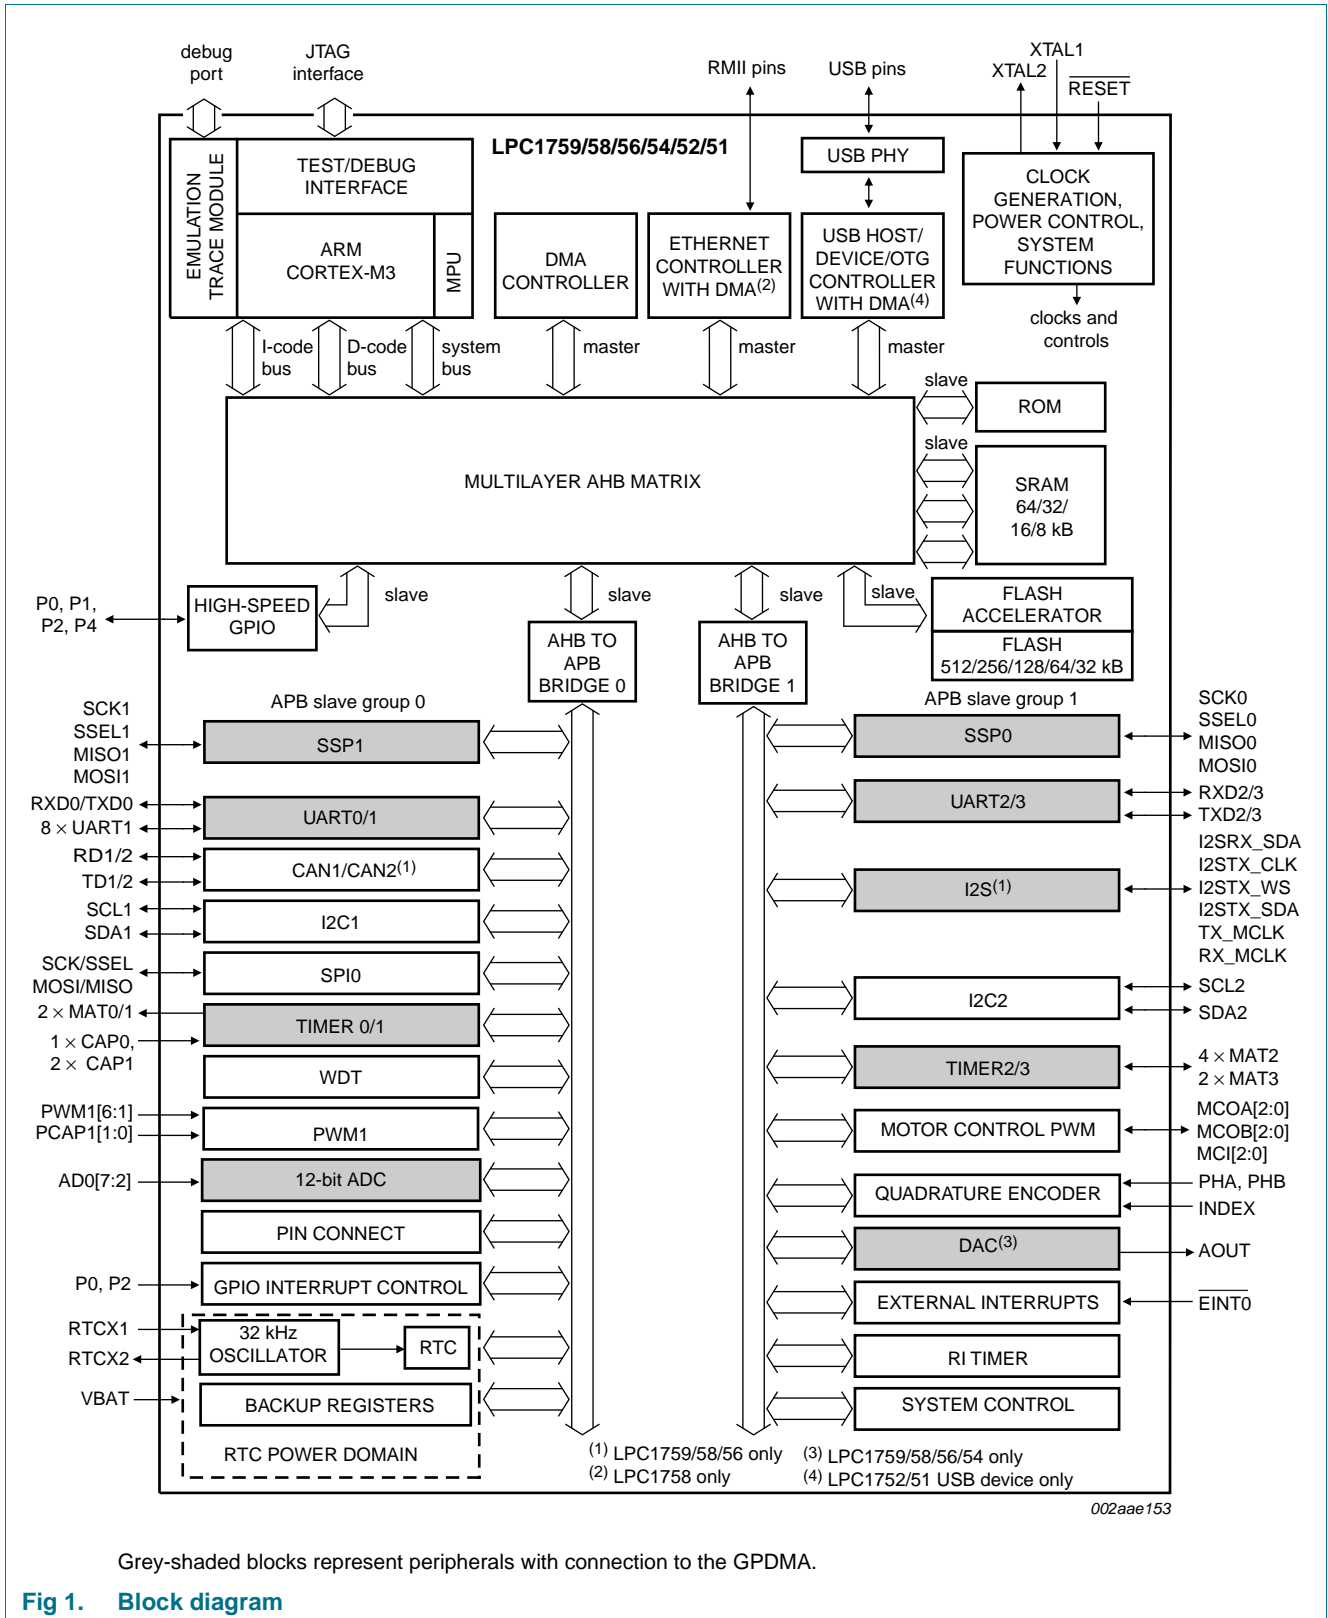 debug
port
JTAG
interface
RMII pins
USB pins
XTAL1
XTAL2
RESET
LPC1759/58/56/54/52/51
EMULATION
TRACE MODULE
TEST/DEBUG
INTERFACE
ARM
CORTEX-M3
MPU
DMA
CONTROLLER
ETHERNET
CONTROLLER
WITH DMA(2)
USB PHY
USB HOST/
DEVICE/OTG
CONTROLLER
WITH DMA(4)
CLOCK
GENERATION,
POWER CONTROL,
SYSTEM
FUNCTIONS
clocks and
controls
I-code
bus
D-code
bus
system
bus
master
master
master
MULTILAYER AHB MATRIX
slave
ROM
slave
SRAM
64/32/
16/8 kB
P0, P1,
P2, P4
HIGH-SPEED
GPIO
slave
slave
slave
slave
FLASH
ACCELERATOR
FLASH
512/256/128/64/32 kB
AHB TO
APB
BRIDGE 0
AHB TO
APB
BRIDGE 1
APB slave group 0
APB slave group 1
SCK1
SSEL1
MISO1
MOSI1
SSP1
RXD0/TXD0
8 × UART1
UART0/1
RD1/2
TD1/2
CAN1/CAN2(1)
SCL1
SDA1
I2C1
SCK/SSEL
MOSI/MISO
SPI0
2 × MAT0/1
1 × CAP0,
2 × CAP1
TIMER 0/1
WDT
PWM1[6:1]
PCAP1[1:0]
PWM1
AD0[7:2]
12-bit ADC
PIN CONNECT
P0, P2
GPIO INTERRUPT CONTROL
RTCX1
RTCX2
32 kHz
OSCILLATOR
RTC
VBAT
BACKUP REGISTERS
RTC POWER DOMAIN
SSP0
SCK0
SSEL0
MISO0
MOSI0
UART2/3
RXD2/3
TXD2/3
I2S(1)
I2SRX_SDA
I2STX_CLK
I2STX_WS
I2STX_SDA
TX_MCLK
RX_MCLK
I2C2
SCL2
SDA2
TIMER2/3
4 × MAT2
2 × MAT3
MOTOR CONTROL PWM
MCOA[2:0]
MCOB[2:0]
MCI[2:0]
QUADRATURE ENCODER
PHA, PHB
INDEX
DAC(3)
AOUT
EXTERNAL INTERRUPTS
EINT0
RI TIMER
SYSTEM CONTROL
(1) LPC1759/58/56 only
(2) LPC1758 only
(3) LPC1759/58/56/54 only
(4) LPC1752/51 USB device only
002aae153
Grey-shaded blocks represent peripherals with connection to the GPDMA.
Fig 1. Block diagram